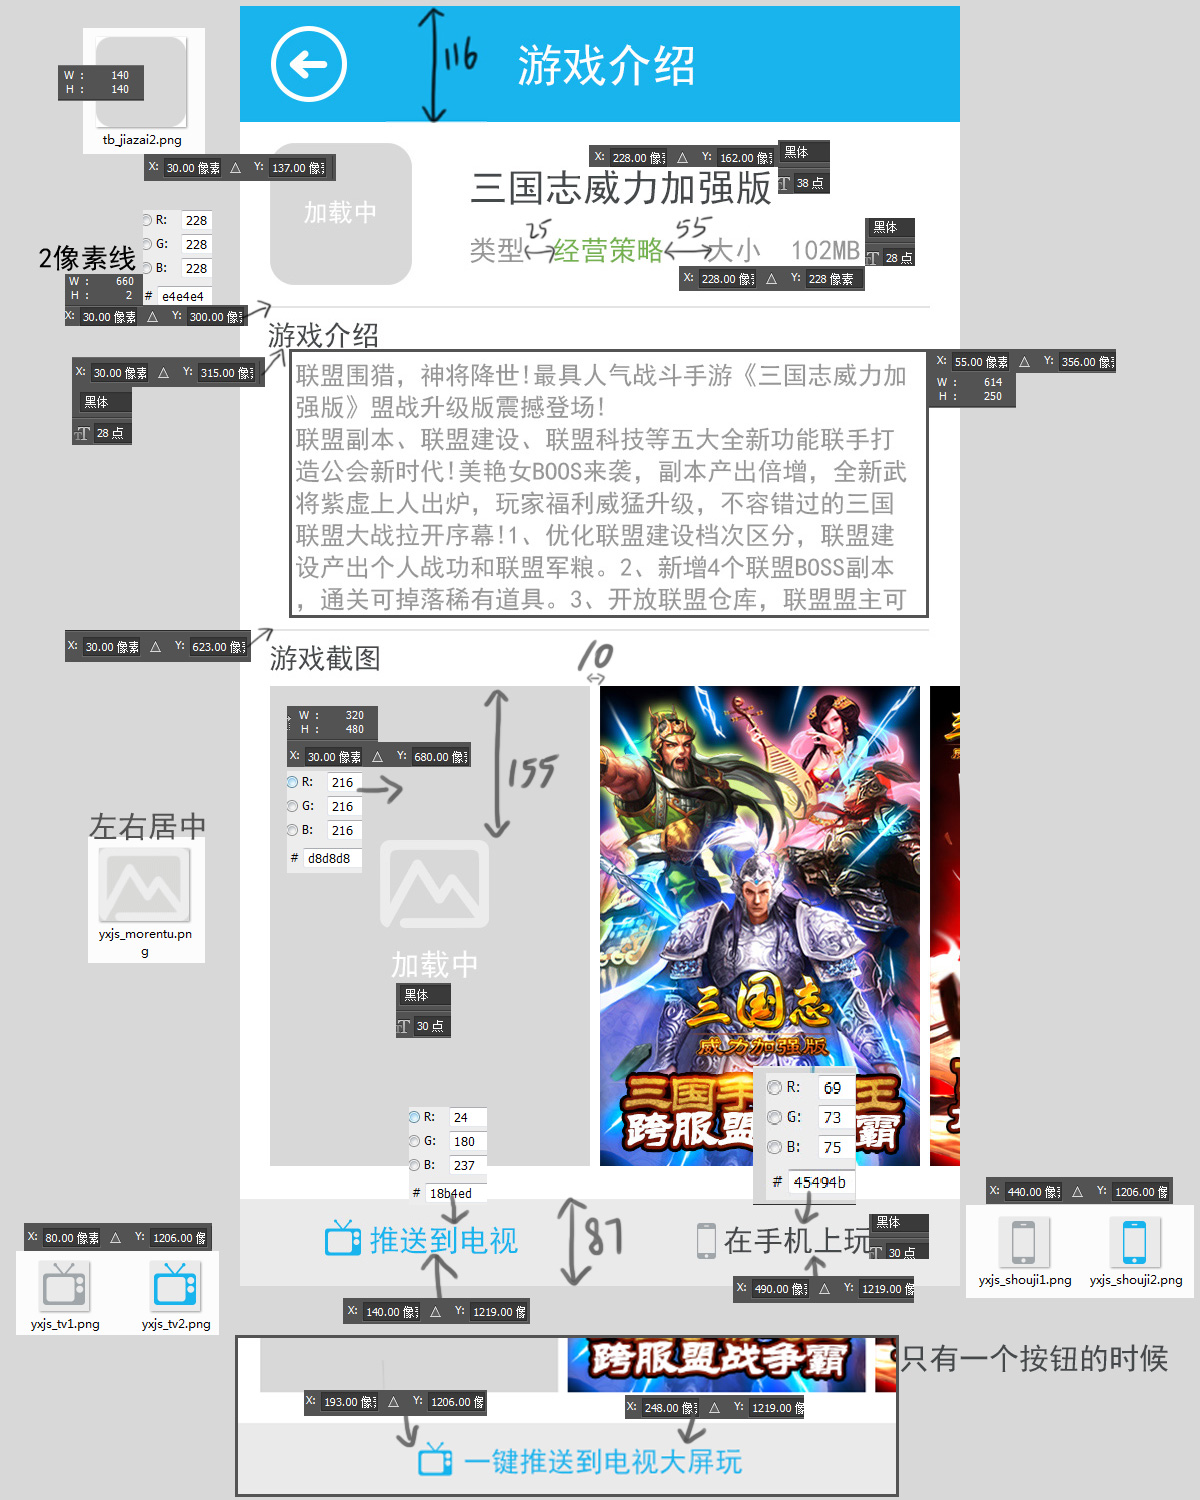 116
游戏介绍
W : 140
H : 140
tb_jiazai2.png
X: 30.00 像素 △ Y: 137.00 像
加载中
X: 228.00 像 △ Y: 162.00 像
黑体
38 点
三国志威力加强版
25
55
类型 经营策略 大小 102MB
黑体
28 点
X: 228.00 像 △ Y: 228 像素
R: 228
G: 228
B: 228
# e4e4e4
2像素线
W : 660
H : 2
X: 30.00 像素 △ Y: 300.00 像
游戏介绍
X: 30.00 像素 △ Y: 315.00 像
黑体
28 点
X: 55.00 像素 △ Y: 356.00 像
W : 614
H : 250
联盟围猎，神将降世!最具人气战斗手游《三国志威力加
强版》盟战升级版震撼登场!
联盟副本、联盟建设、联盟科技等五大全新功能联手打
造公会新时代!美艳女BOOS来袭，副本产出倍增，全新武
将紫虚上人出炉，玩家福利威猛升级，不容错过的三国
联盟大战拉开序幕!1、优化联盟建设档次区分，联盟建
设产出个人战功和联盟军粮。2、新增4个联盟BOSS副本
，通关可掉落稀有道具。3、开放联盟仓库，联盟盟主可
X: 30.00 像素 △ Y: 623.00 像
游戏截图
10
W : 320
H : 480
X: 30.00 像素 △ Y: 680.00 像
R: 216
G: 216
B: 216
# d8d8d8
155
左右居中
yxjs_morentu.pn
g
加载中
黑体
30 点
三国志
威力加强版
三国手 王
跨服盟 霸
R: 24
G: 180
B: 237
# 18b4ed
R: 69
G: 73
B: 75
# 45494b
X: 440.00 像 △ Y: 1206.00 像
推送到电视
87
在手机上玩
黑体
30 点
X: 80.00 像素 △ Y: 1206.00 像
yxjs_tv1.png
yxjs_tv2.png
yxjs_shouji1.png
yxjs_shouji2.png
X: 140.00 像 △ Y: 1219.00 像
X: 490.00 像 △ Y: 1219.00 像
跨服盟战争霸
只有一个按钮的时候
X: 193.00 像 △ Y: 1206.00 像
X: 248.00 像 △ Y: 1219.00 像
一键推送到电视大屏玩